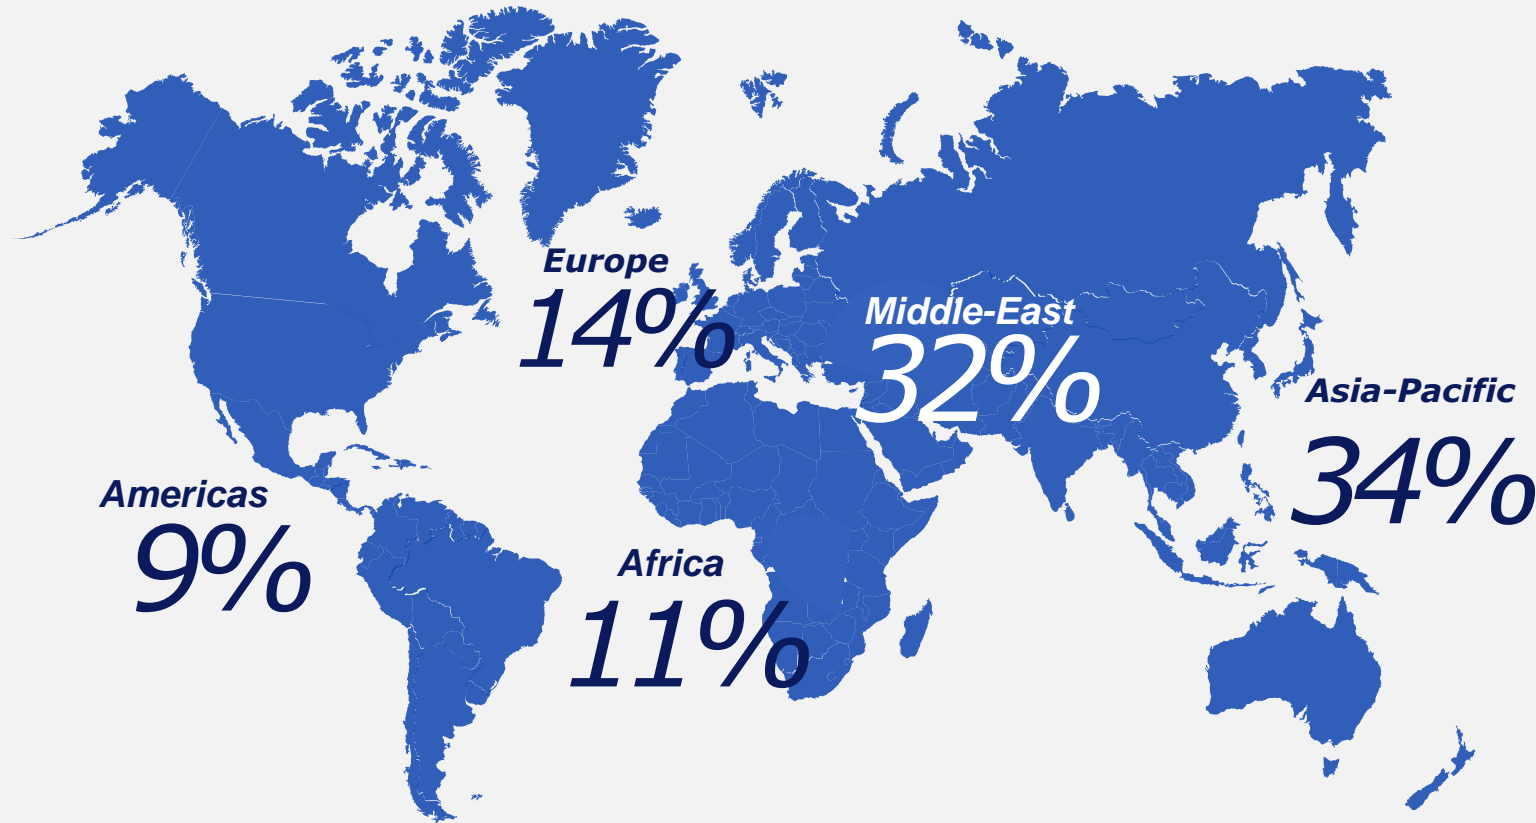 Europe
14%
Middle-East
32%
Asia-Pacific
34%
Americas
9%
Africa
11%